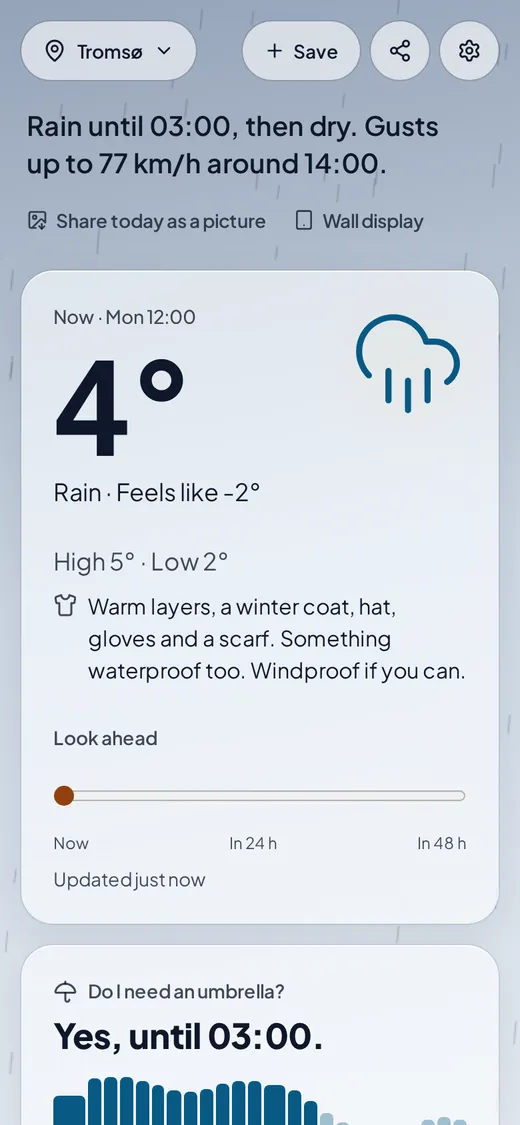 Tromsø
Save
Rain until 03:00, then dry. Gusts
up to 77 km/h around 14:00.
Share today as a picture
Wall display
Now · Mon 12:00
4°
Rain · Feels like -2°
High 5° · Low 2°
Warm layers, a winter coat, hat,
gloves and a scarf. Something
waterproof too. Windproof if you can.
Look ahead
Now
In 24 h
In 48 h
Updated just now
Do I need an umbrella?
Yes, until 03:00.